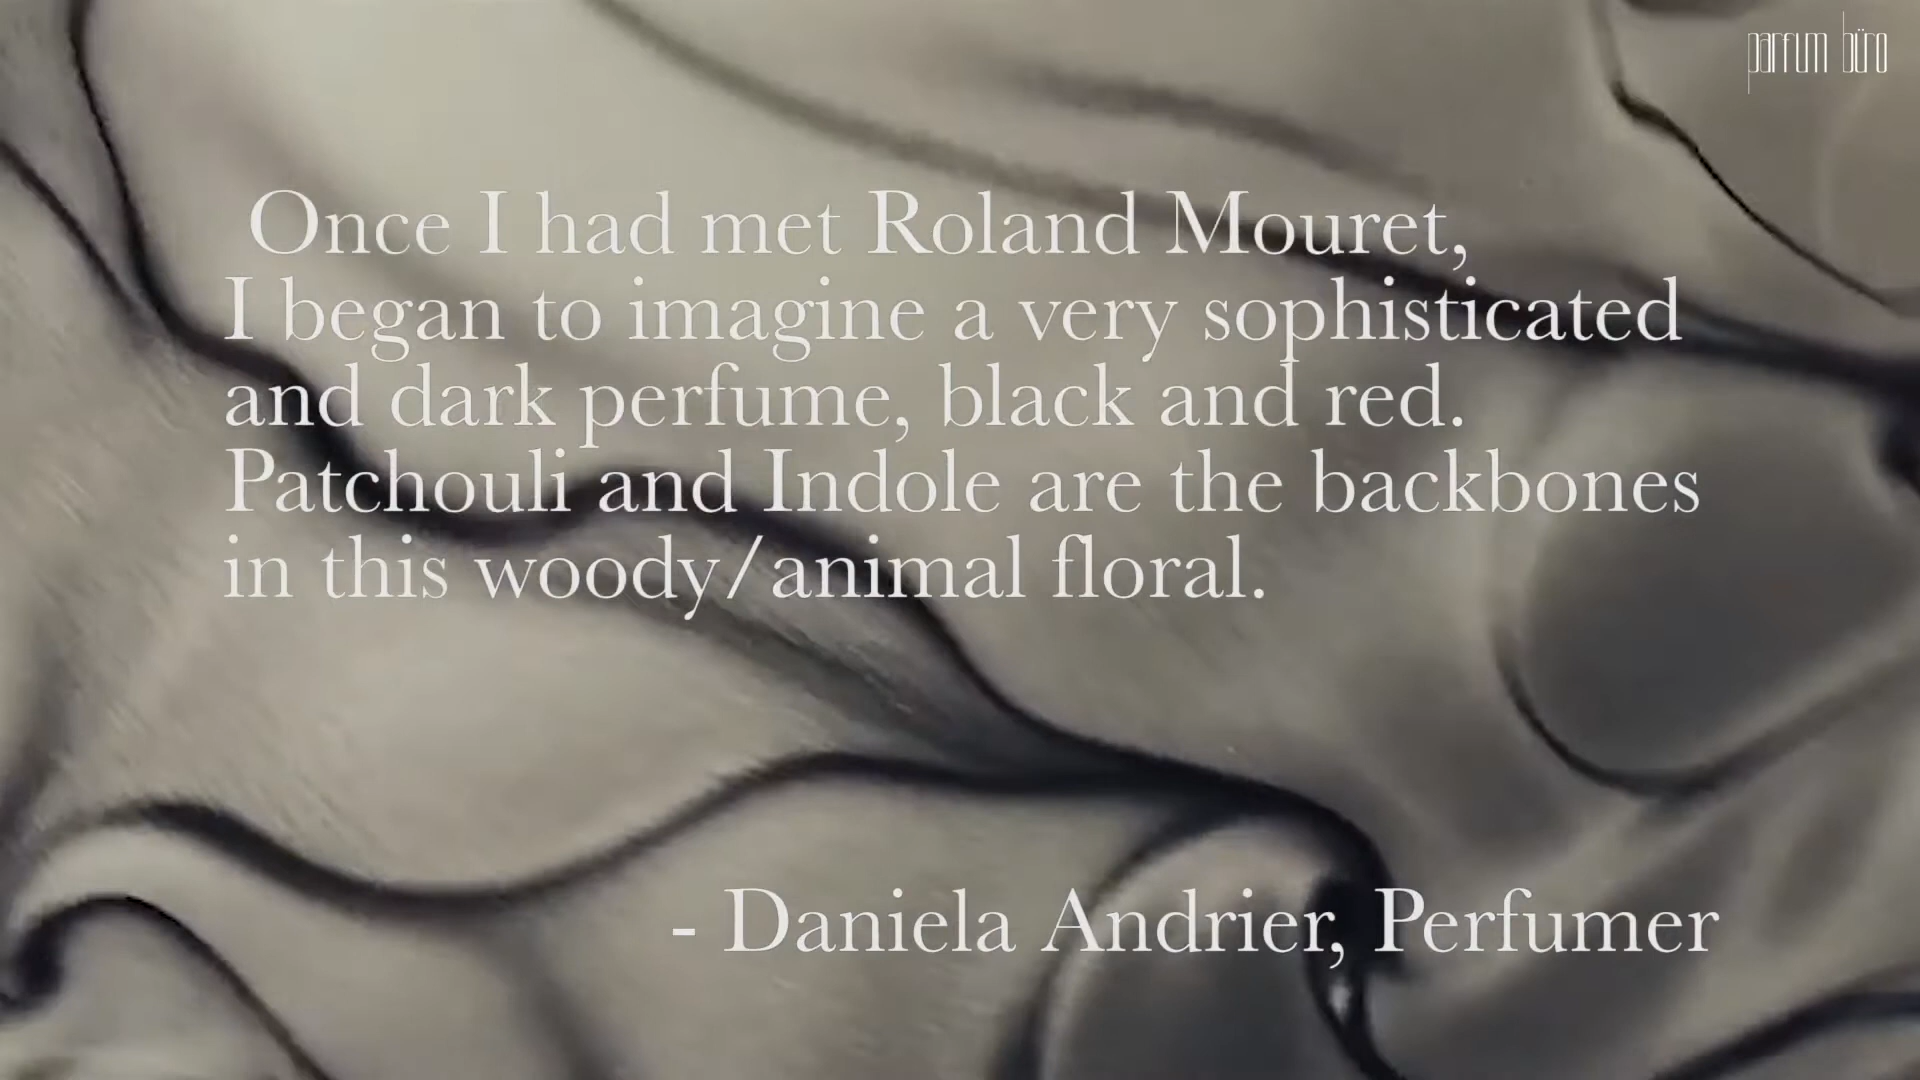 parfum büro
Once I had met Roland Mouret,
I began to imagine a very sophisticated
and dark perfume, black and red.
Patchouli and Indole are the backbones
in this woody/animal floral.
- Daniela Andrier, Perfumer